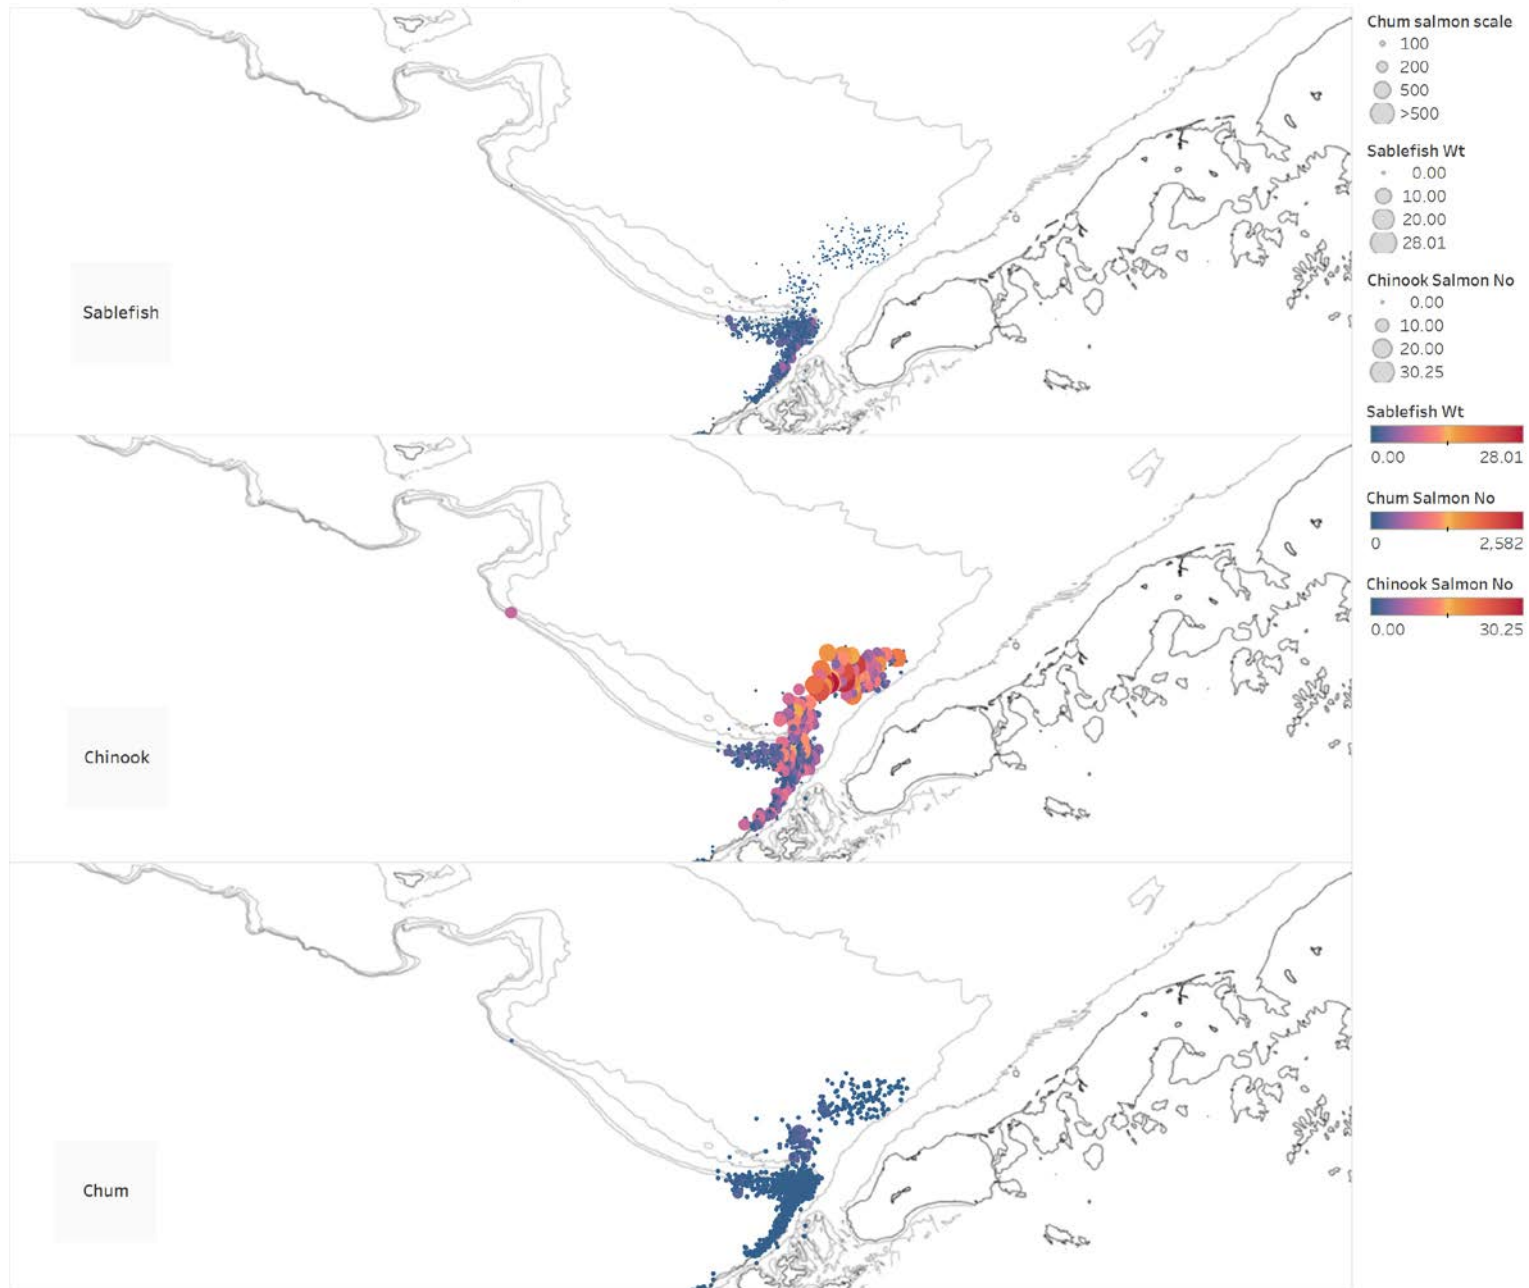 Sablefish
Chinook
Chum
Chum salmon scale
100
200
500
>500
Sablefish Wt
0.00
10.00
20.00
28.01
Chinook Salmon No
0.00
10.00
20.00
30.25
Sablefish Wt
0.00 28.01
Chum Salmon No
0 2,582
Chinook Salmon No
0.00 30.25